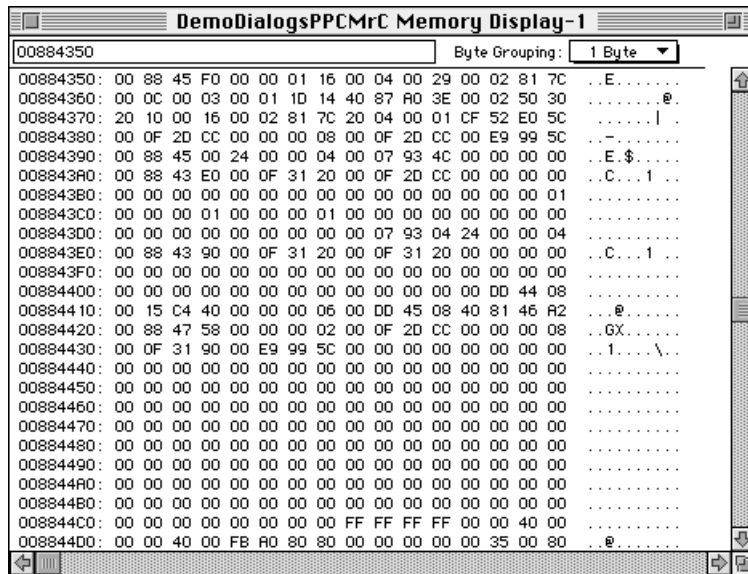 DemoDialogsPPCMrC Memory Display-1
00884350 Byte Grouping: 1 Byte
00884350: 00 88 45 F0 00 00 01 16 00 04 00 29 00 02 81 7C ..E.......
00884360: 00 0C 00 03 00 01 1D 14 40 87 A0 3E 00 02 50 30 ........@.
00884370: 20 10 00 16 00 02 81 7C 20 04 00 01 CF 52 E0 5C .......|.
00884380: 00 0F 2D CC 00 00 00 08 00 0F 2D CC 00 E9 99 5C ..-.......
00884390: 00 88 45 00 24 00 00 04 00 07 93 4C 00 00 00 00 ..E.$.....
008843A0: 00 88 43 E0 00 0F 31 20 00 0F 2D CC 00 00 00 00 ..C...1 ..
008843B0: 00 00 00 00 00 00 00 00 00 00 00 00 00 00 00 01 ..........
008843C0: 00 00 00 01 00 00 00 01 00 00 00 00 00 00 00 00 ..........
008843D0: 00 00 00 00 00 00 00 00 00 07 93 04 24 00 00 04 ..........
008843E0: 00 88 43 90 00 0F 31 20 00 0F 31 20 00 00 00 00 ..C...1 ..
008843F0: 00 00 00 00 00 00 00 00 00 00 00 00 00 00 00 00 ..........
00884400: 00 00 00 00 00 00 00 00 00 00 00 00 00 DD 44 08 ..........
00884410: 00 15 C4 40 00 00 00 06 00 DD 45 08 40 81 46 A2 ...@......
00884420: 00 88 47 58 00 00 00 02 00 0F 2D CC 00 00 00 08 ..GX......
00884430: 00 0F 31 90 00 E9 99 5C 00 00 00 00 00 00 00 00 ..1....\..
00884440: 00 00 00 00 00 00 00 00 00 00 00 00 00 00 00 00 ..........
00884450: 00 00 00 00 00 00 00 00 00 00 00 00 00 00 00 00 ..........
00884460: 00 00 00 00 00 00 00 00 00 00 00 00 00 00 00 00 ..........
00884470: 00 00 00 00 00 00 00 00 00 00 00 00 00 00 00 00 ..........
00884480: 00 00 00 00 00 00 00 00 00 00 00 00 00 00 00 00 ..........
00884490: 00 00 00 00 00 00 00 00 00 00 00 00 00 00 00 00 ..........
008844A0: 00 00 00 00 00 00 00 00 00 00 00 00 00 00 00 00 ..........
008844B0: 00 00 00 00 00 00 00 00 00 00 00 00 00 00 00 00 ..........
008844C0: 00 00 00 00 00 00 00 00 FF FF FF FF 00 00 40 00 ..........
008844D0: 00 00 40 00 FB A0 80 80 00 00 00 00 00 35 00 80 ..@.......